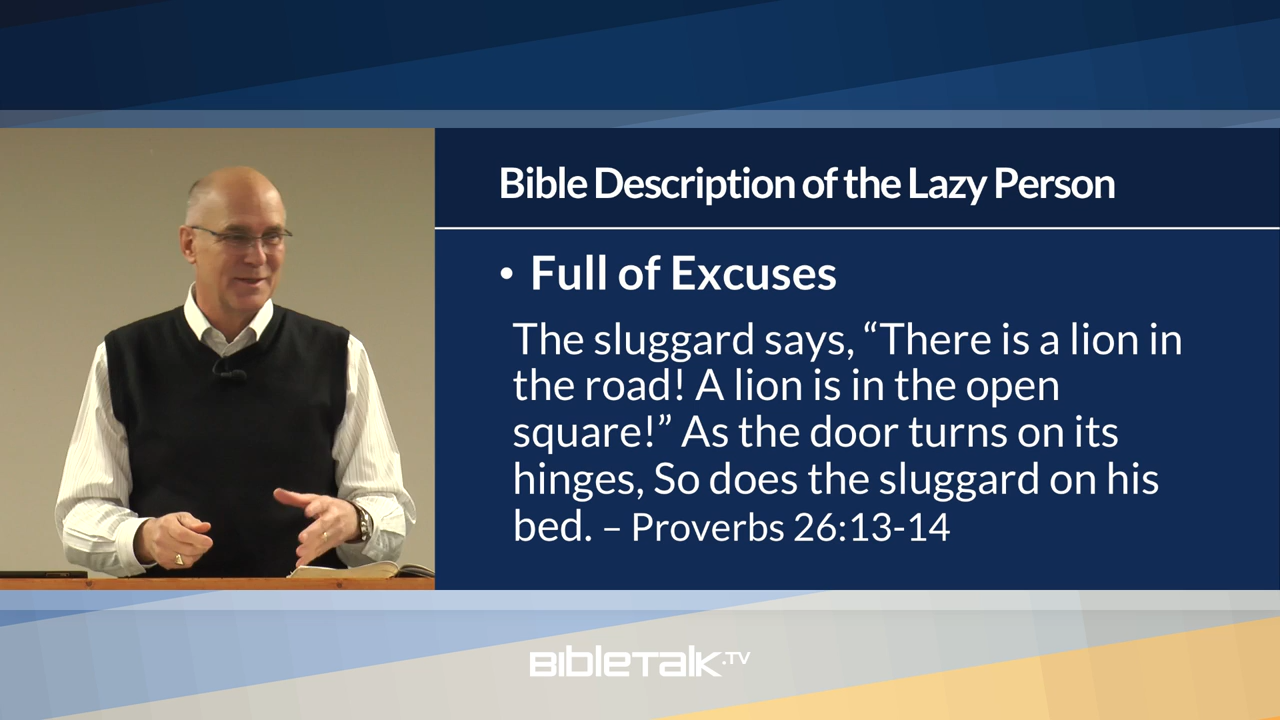 Bible Description of the Lazy Person
• Full of Excuses
The sluggard says, “There is a lion in
the road! A lion is in the open
square!” As the door turns on its
hinges, So does the sluggard on his
bed. – Proverbs 26:13-14
BIBLETALK.TV